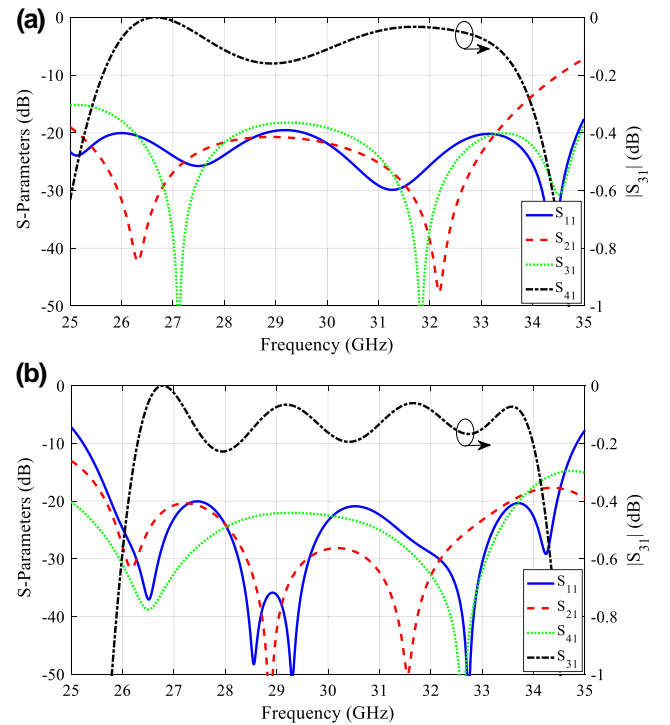 (a)
0
-10
-20
-30
-40
-50
S-Parameters (dB)
0
-0.2
-0.4
-0.6
-0.8
-1
|S31| (dB)
S11
S21
S31
S41
25 26 27 28 29 30 31 32 33 34 35
Frequency (GHz)
(b)
0
-10
-20
-30
-40
-50
S-Parameters (dB)
0
-0.2
-0.4
-0.6
-0.8
-1
|S31| (dB)
S11
S21
S41
S31
25 26 27 28 29 30 31 32 33 34 35
Frequency (GHz)